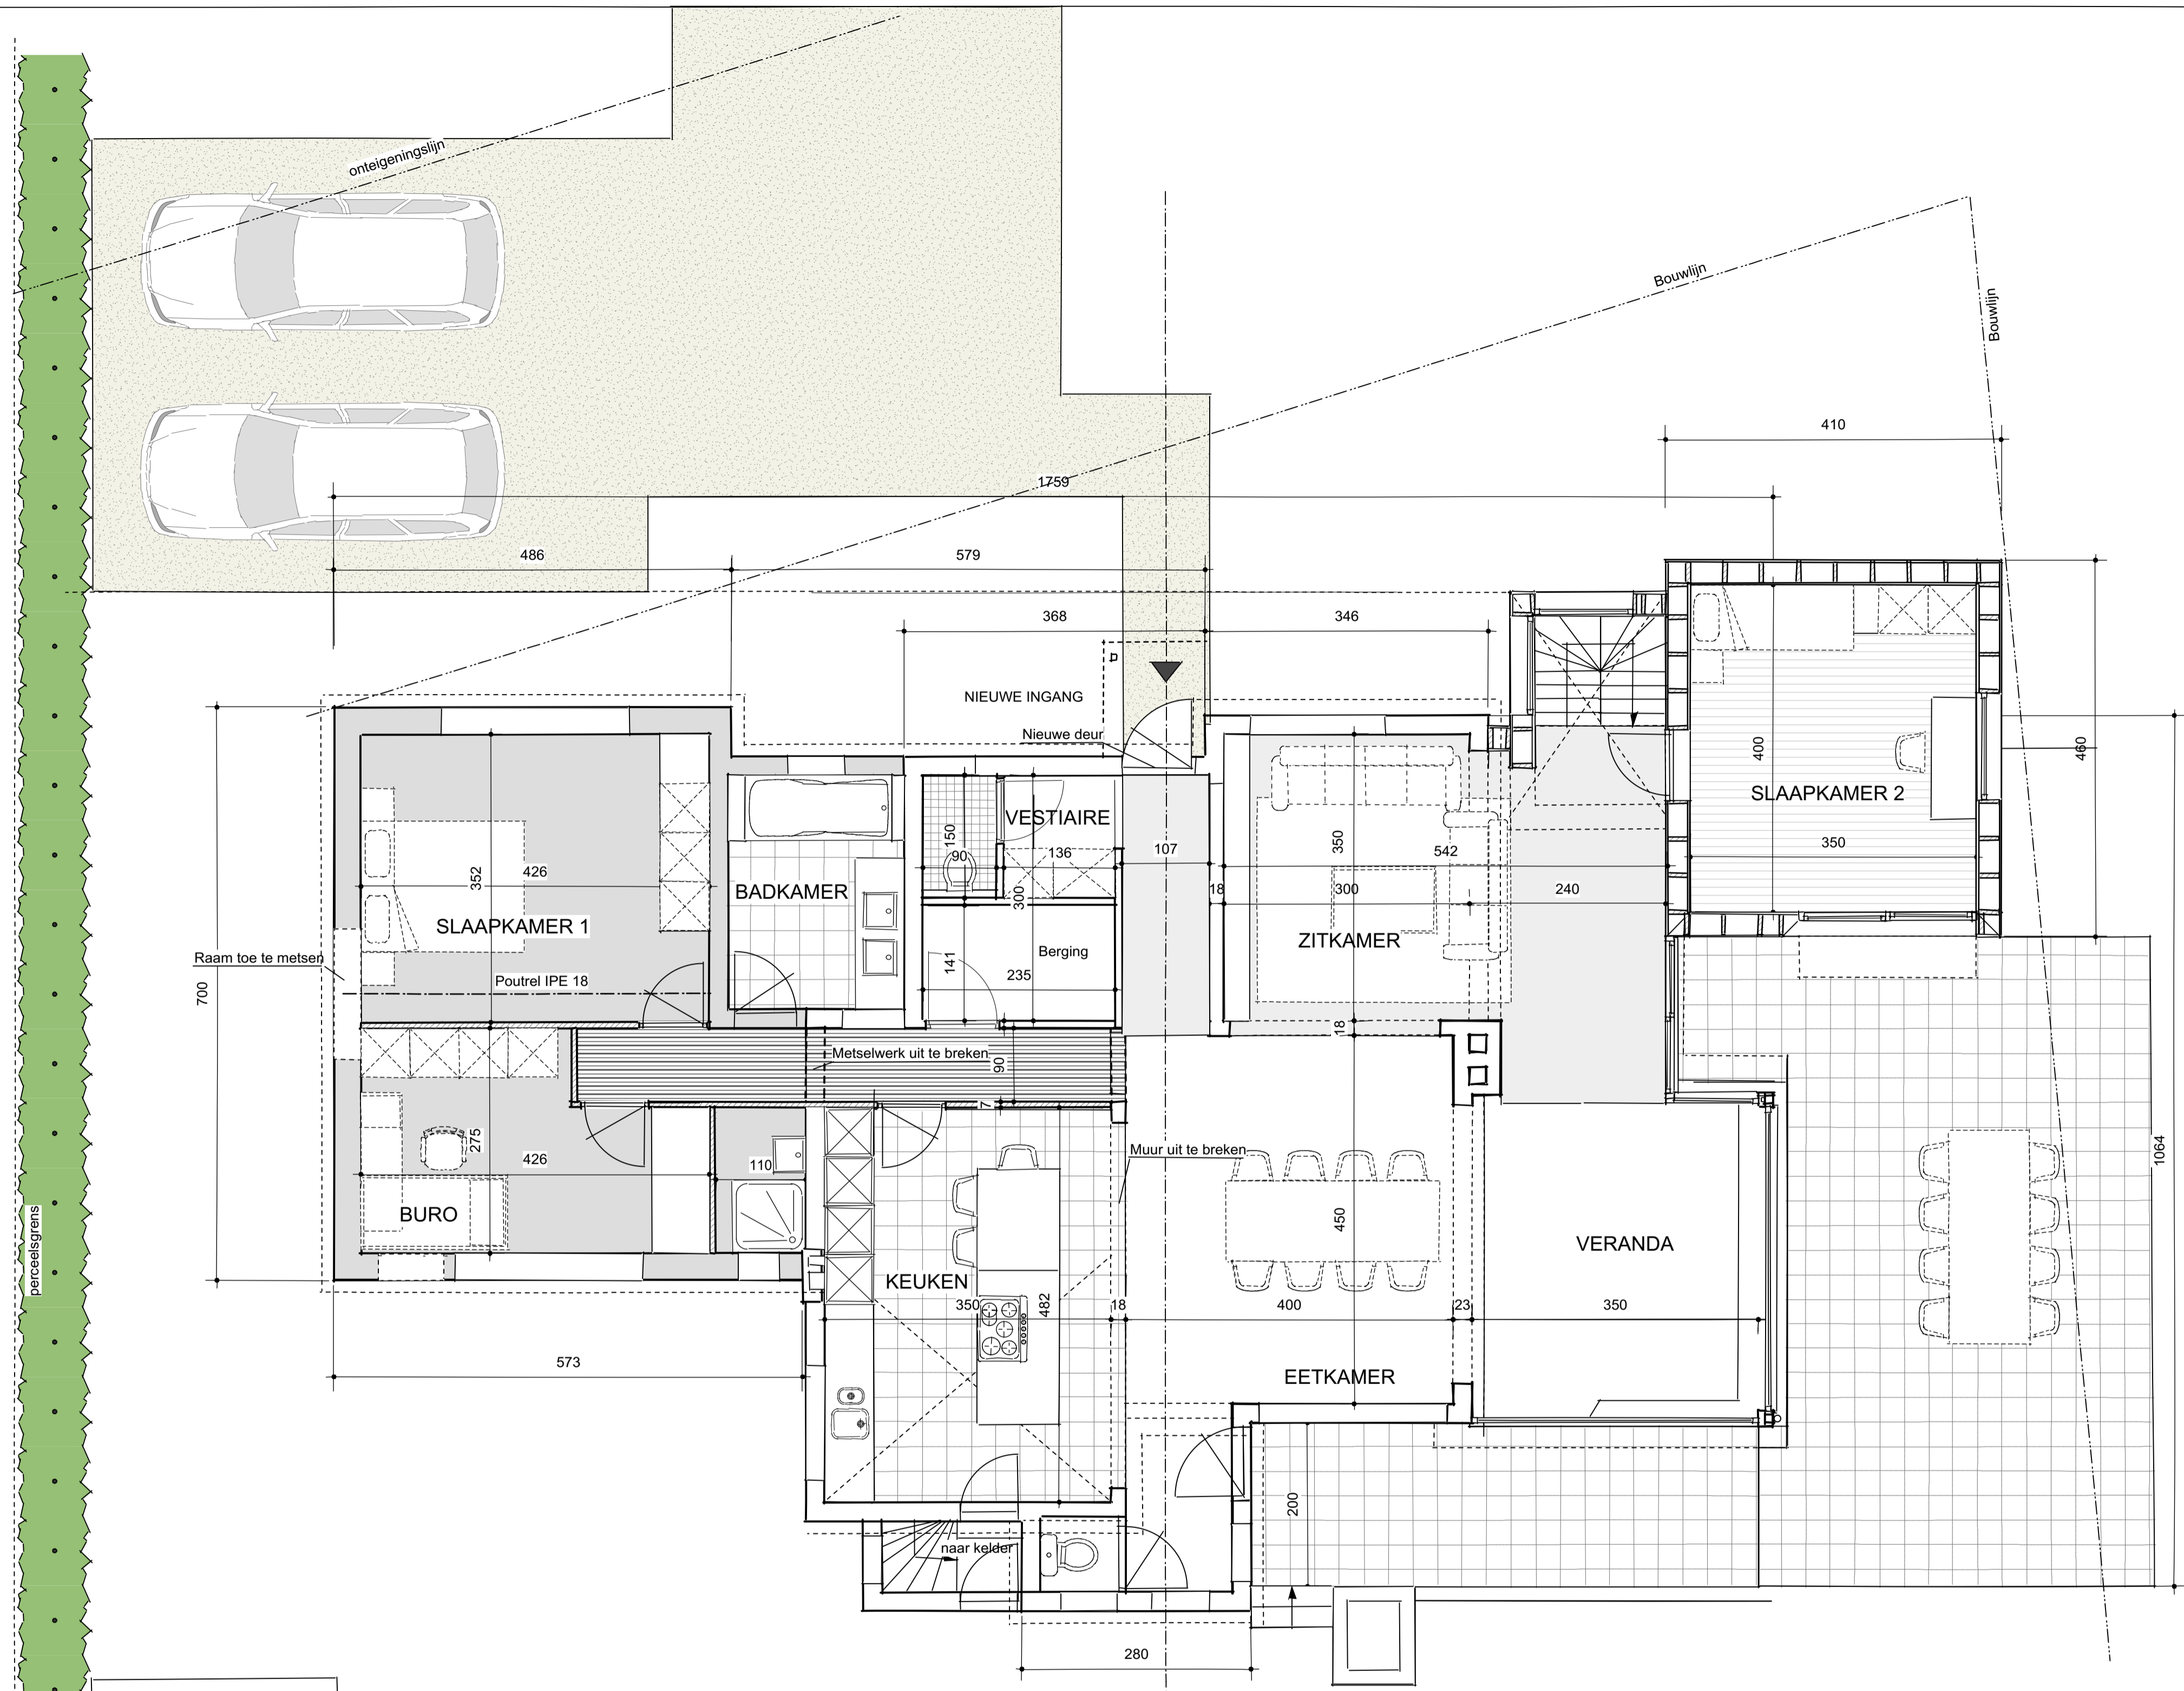 onteigeningslijn
Bouwlijn
Bouwlijn
410
1759
486
579
368
346
NIEUWE INGANG
Nieuwe deur
VESTIAIRE
150
90
136
107
300
350
542
18
300
240
400
SLAAPKAMER 2
350
460
352
426
SLAAPKAMER 1
BADKAMER
ZITKAMER
Raam toe te metsen
Poutrel IPE 18
141
Berging
235
700
18
Metselwerk uit te breken
90
7
275
426
110
BURO
Muur uit te breken
1064
450
VERANDA
KEUKEN
350
482
18
400
23
350
573
EETKAMER
perceelsgrens
200
naar kelder
280